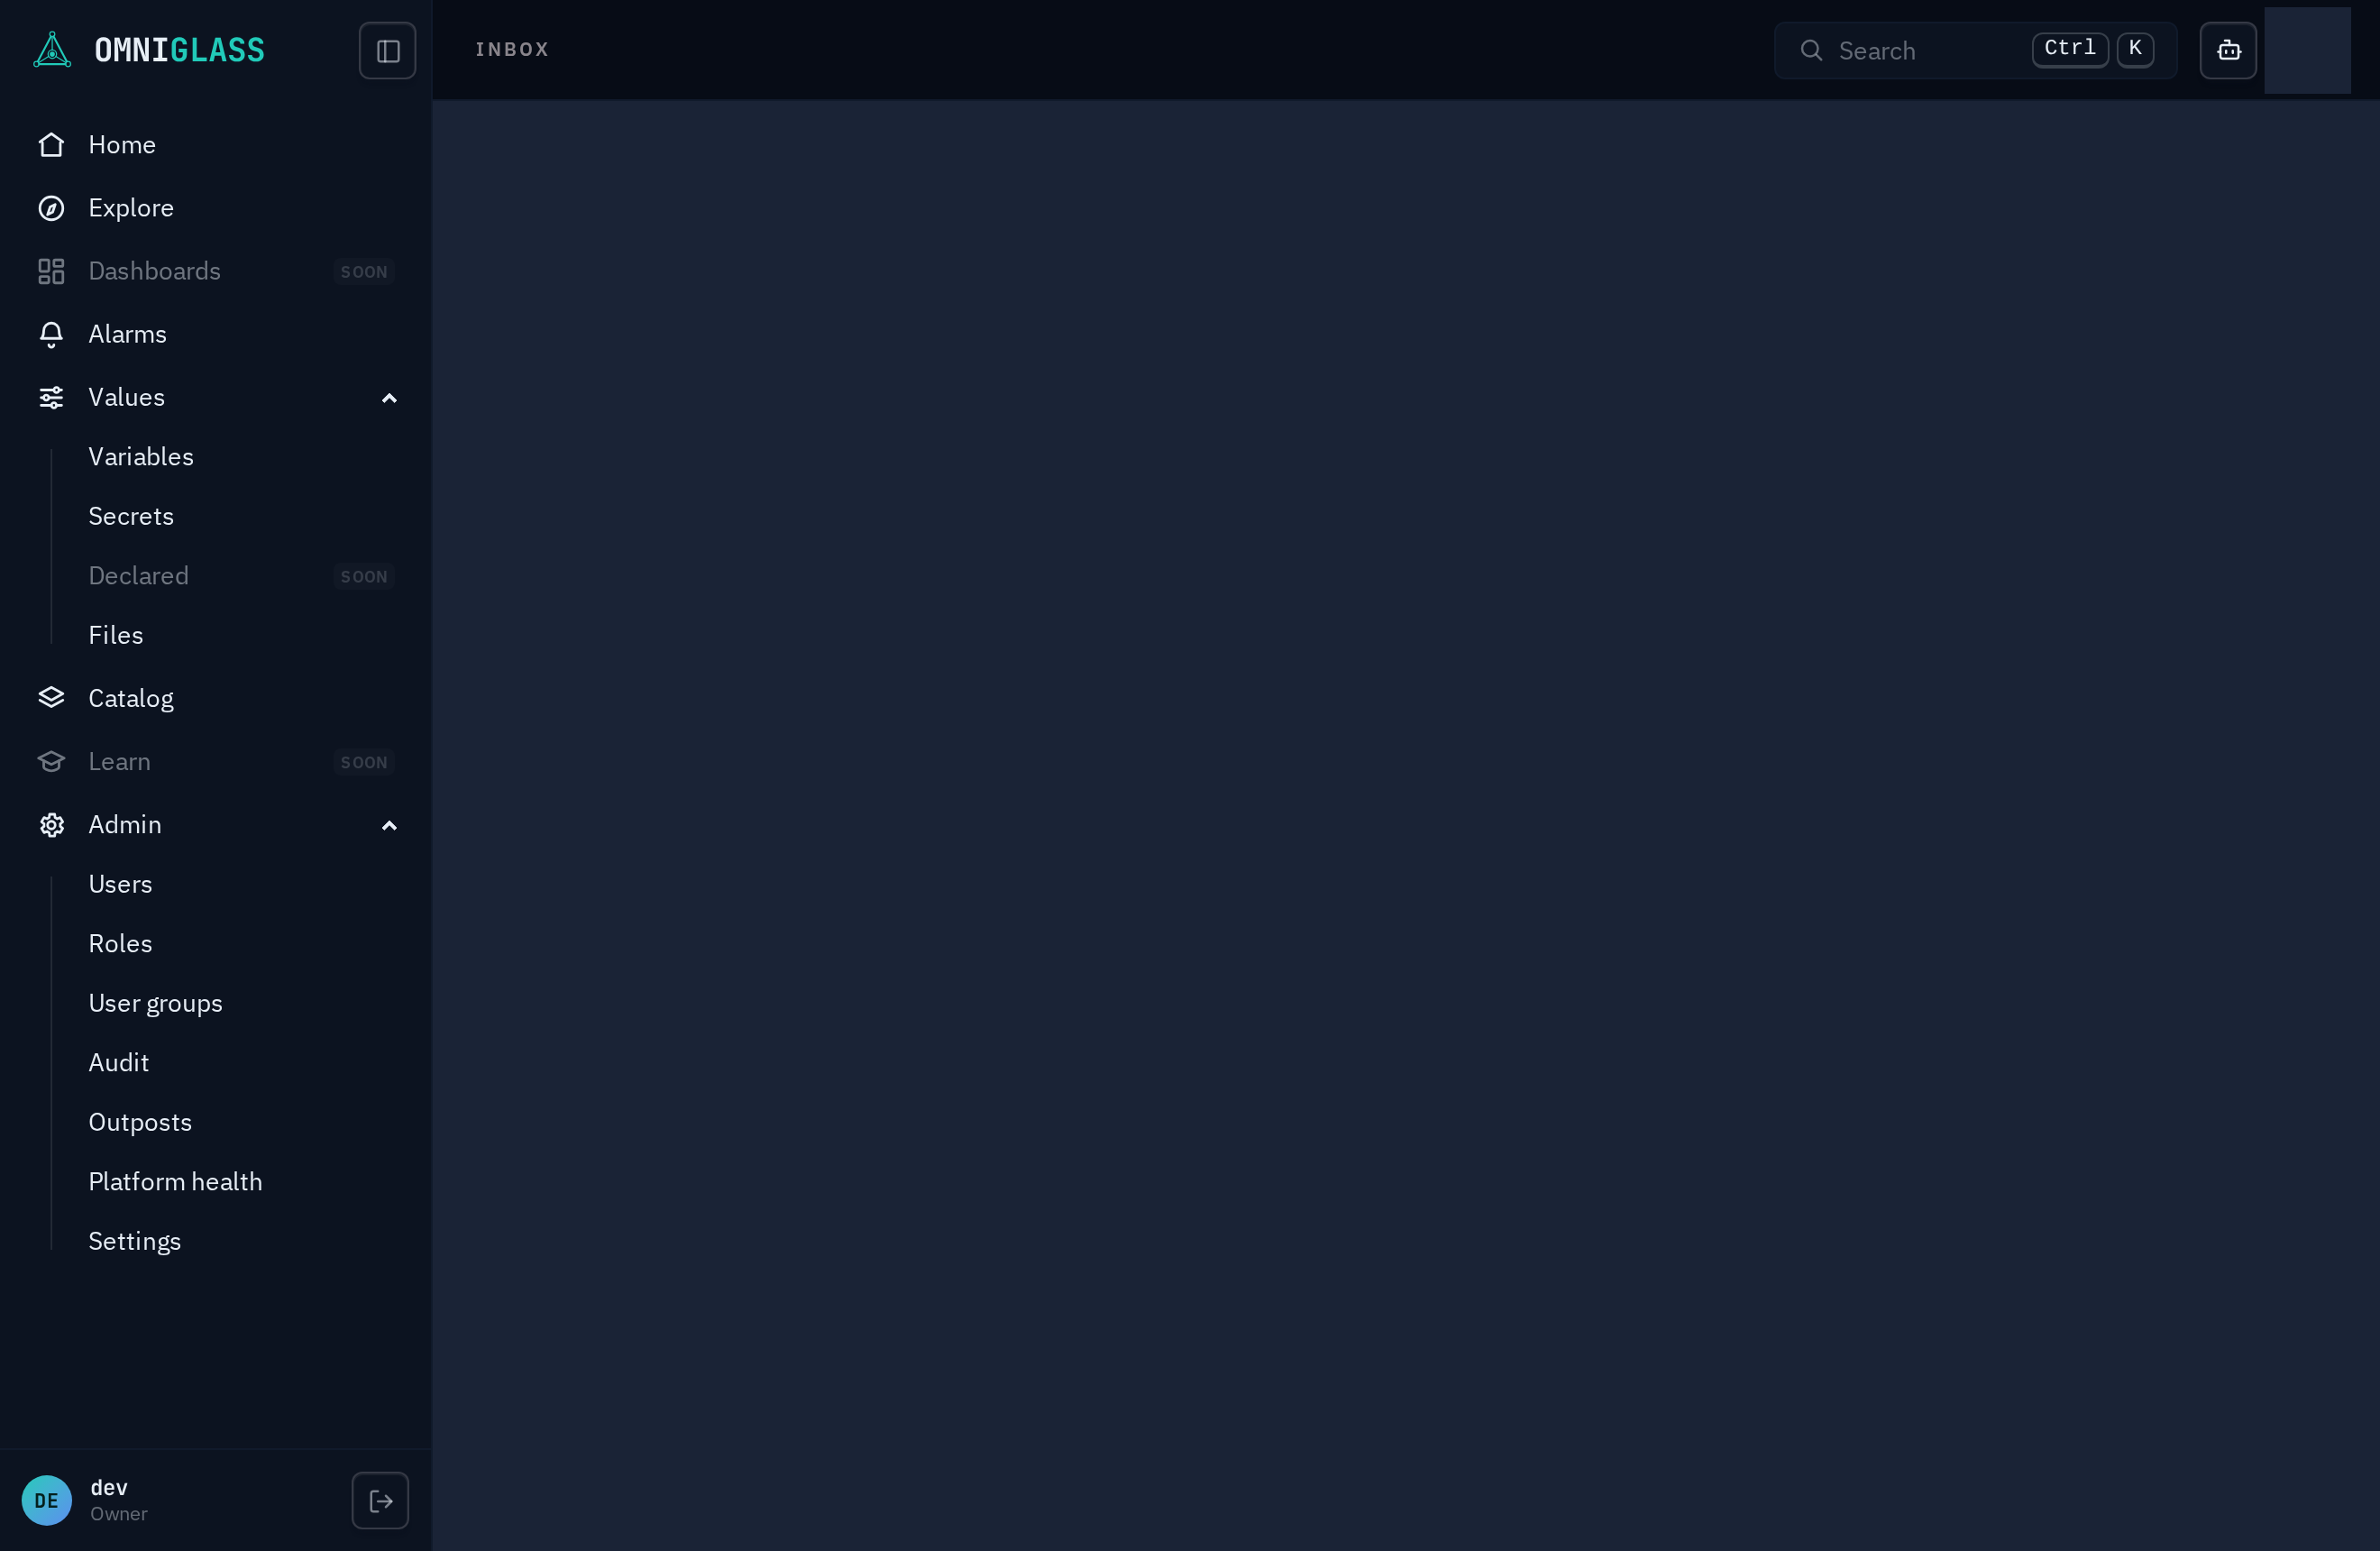 OMNIGLASS
INBOX
Search Ctrl K
Home
Explore
Dashboards SOON
Alarms
Values
Variables
Secrets
Declared SOON
Files
Catalog
Learn SOON
Admin
Users
Roles
User groups
Audit
Outposts
Platform health
Settings
DE
dev
Owner